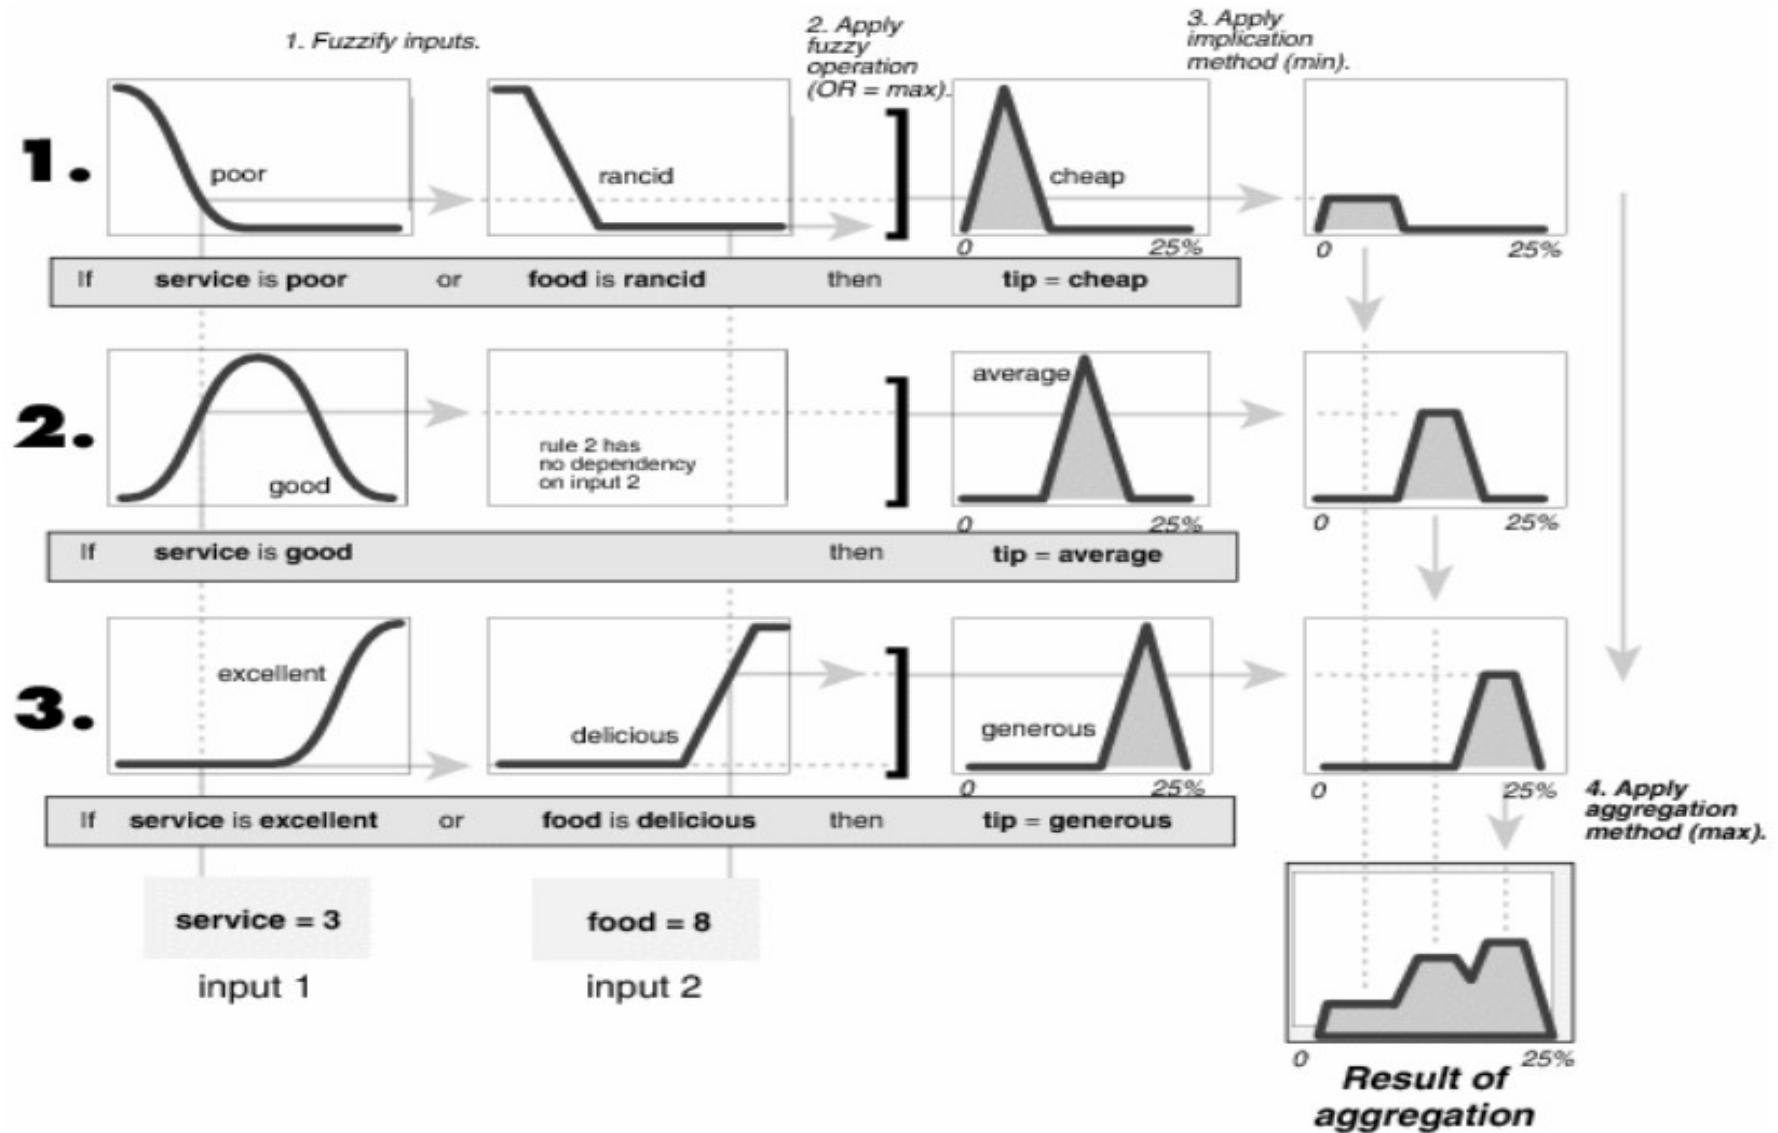 1. Fuzzify inputs.
2. Apply
fuzzy
operation
(OR = max).
3. Apply
implication
method (min).
1.
poor
rancid
cheap
0
25%
0
25%
If service is poor or food is rancid then tip = cheap
2.
good
rule 2 has
no dependency
on input 2
average
0
25%
0
25%
If service is good then tip = average
3.
excellent
delicious
generous
0
25%
0
25%
If service is excellent or food is delicious then tip = generous
4. Apply
aggregation
method (max).
service = 3
food = 8
input 1
input 2
0
25%
Result of
aggregation